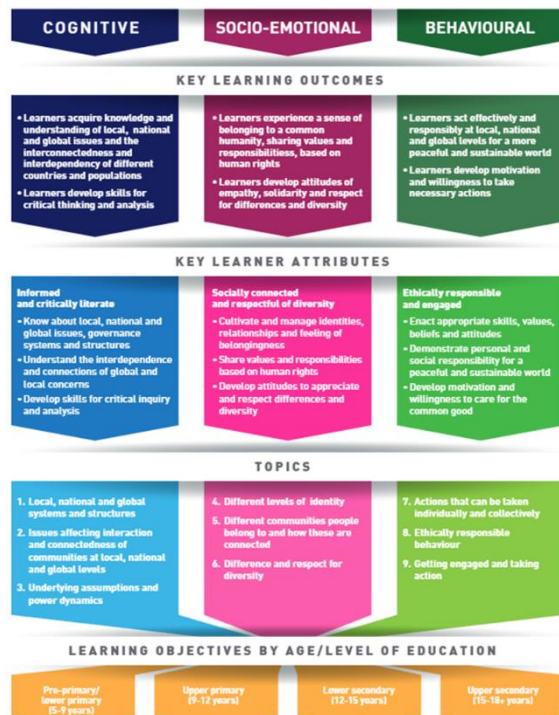 COGNITIVE
SOCIO-EMOTIONAL
BEHAVIOURAL
KEY LEARNING OUTCOMES
• Learners acquire knowledge and
understanding of local, national
and global issues and the
interconnectedness and
interdependency of different
countries and populations
• Learners develop skills for
critical thinking and analysis
• Learners experience a sense of
belonging to a common
humanity, sharing values and
responsibilitiess, based on
human rights
• Learners develop attitudes of
empathy, solidarity and respect
for differences and diversity
• Learners act effectively and
responsibly at local, national
and global levels for a more
peaceful and sustainable world
• Learners develop motivation
and willingness to take
necessary actions
KEY LEARNER ATTRIBUTES
Informed
and critically literate
- Know about local, national and
global issues, governance
systems and structures
- Understand the interdependence
and connections of global and
local concerns
- Develop skills for critical inquiry
and analysis
Socially connected
and respectful of diversity
- Cultivate and manage identities,
relationships and feeling of
belongingness
- Share values and responsibilities
based on human rights
- Develop attitudes to appreciate
and respect differences and
diversity
Ethically responsible
and engaged
- Enact appropriate skills, values,
beliefs and attitudes
- Demonstrate personal and
social responsibility for a
peaceful and sustainable world
- Develop motivation and
willingness to care for the
common good
TOPICS
1. Local, national and global
systems and structures
2. Issues affecting interaction
and connectedness of
communities at local, national
and global levels
3. Underlying assumptions and
power dynamics
4. Different levels of identity
5. Different communities people
belong to and how these are
connected
6. Difference and respect for
diversity
7. Actions that can be taken
individually and collectively
8. Ethically responsible
behaviour
9. Getting engaged and taking
action
LEARNING OBJECTIVES BY AGE/LEVEL OF EDUCATION
Pre-primary/
lower primary
(5-9 years)
Upper primary
(9-12 years)
Lower secondary
(12-15 years)
Upper secondary
(15-18+ years)